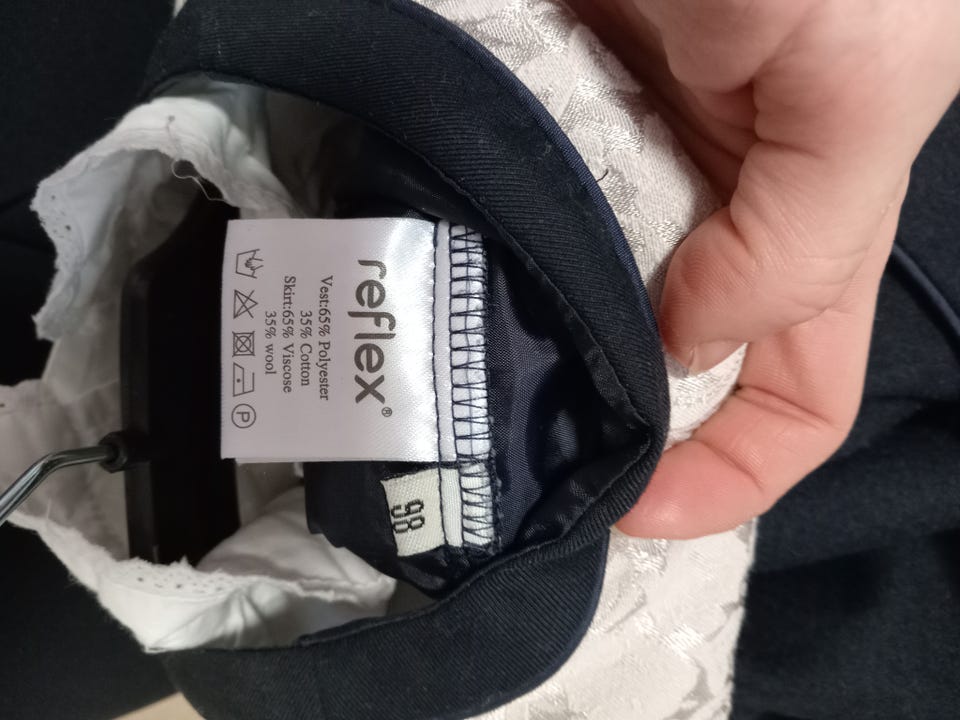 reflex®
Vest:65% Polyester
35% Cotton
Skirt:65% Viscose
35% wool
P
98